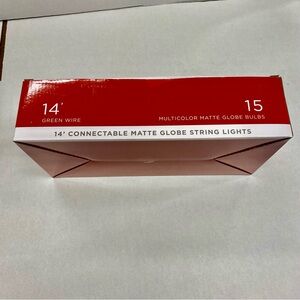 14'
GREEN WIRE
15
MULTICOLOR MATTE GLOBE BULBS
14' CONNECTABLE MATTE GLOBE STRING LIGHTS